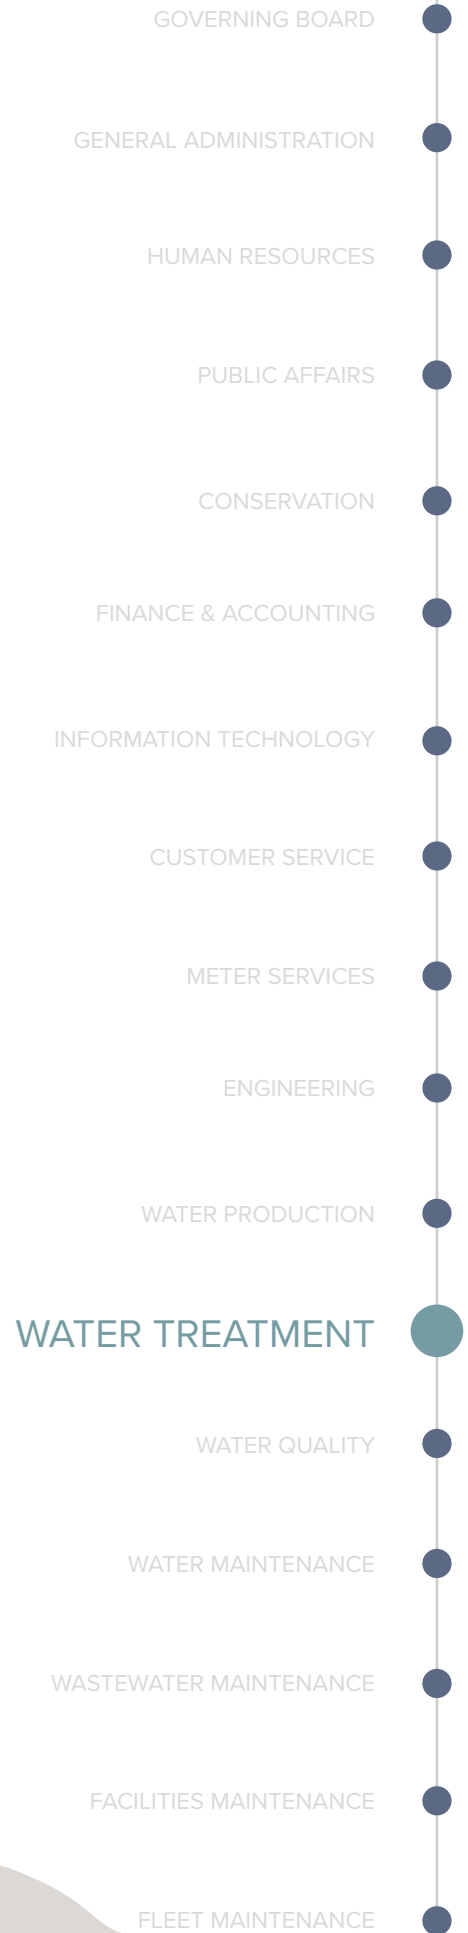 GOVERNING BOARD
GENERAL ADMINISTRATION
HUMAN RESOURCES
PUBLIC AFFAIRS
CONSERVATION
FINANCE & ACCOUNTING
INFORMATION TECHNOLOGY
CUSTOMER SERVICE
METER SERVICES
ENGINEERING
WATER PRODUCTION
WATER TREATMENT
WATER QUALITY
WATER MAINTENANCE
WASTEWATER MAINTENANCE
FACILITIES MAINTENANCE
FLEET MAINTENANCE